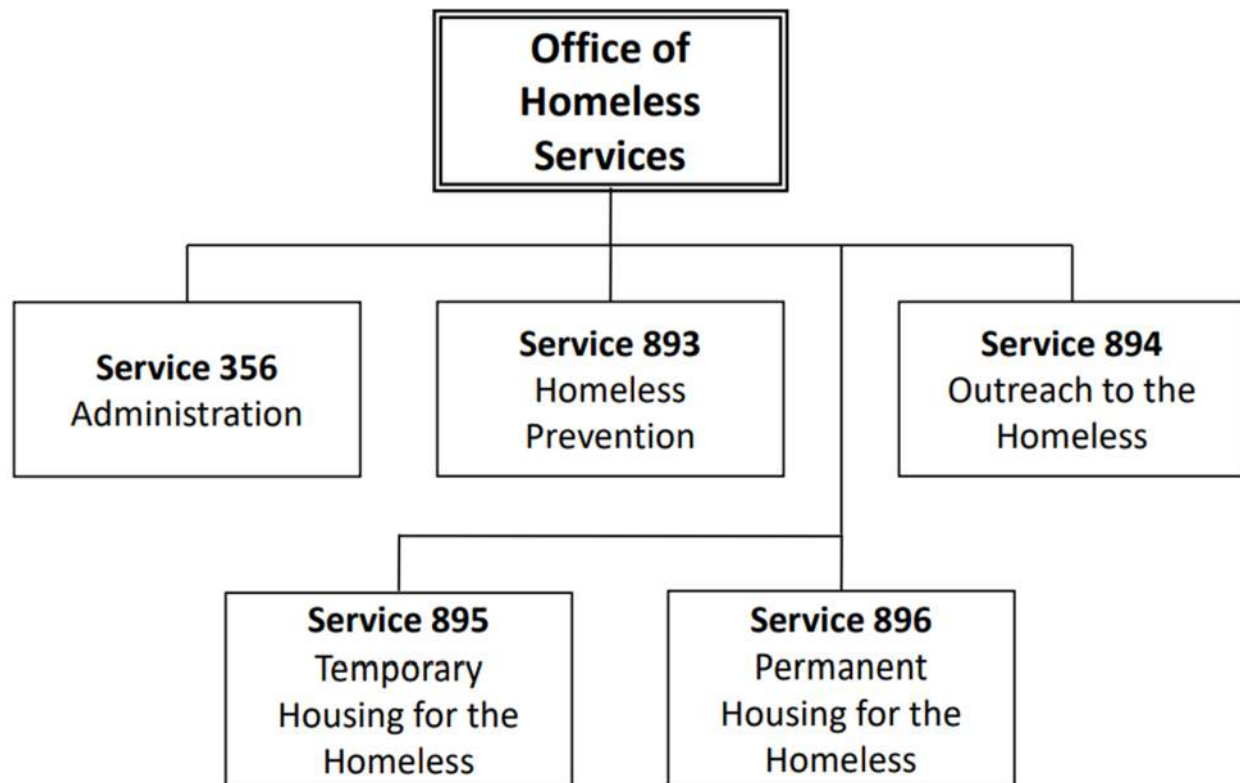 Office of
Homeless
Services
Service 356
Administration
Service 893
Homeless
Prevention
Service 894
Outreach to the
Homeless
Service 895
Temporary
Housing for the
Homeless
Service 896
Permanent
Housing for the
Homeless